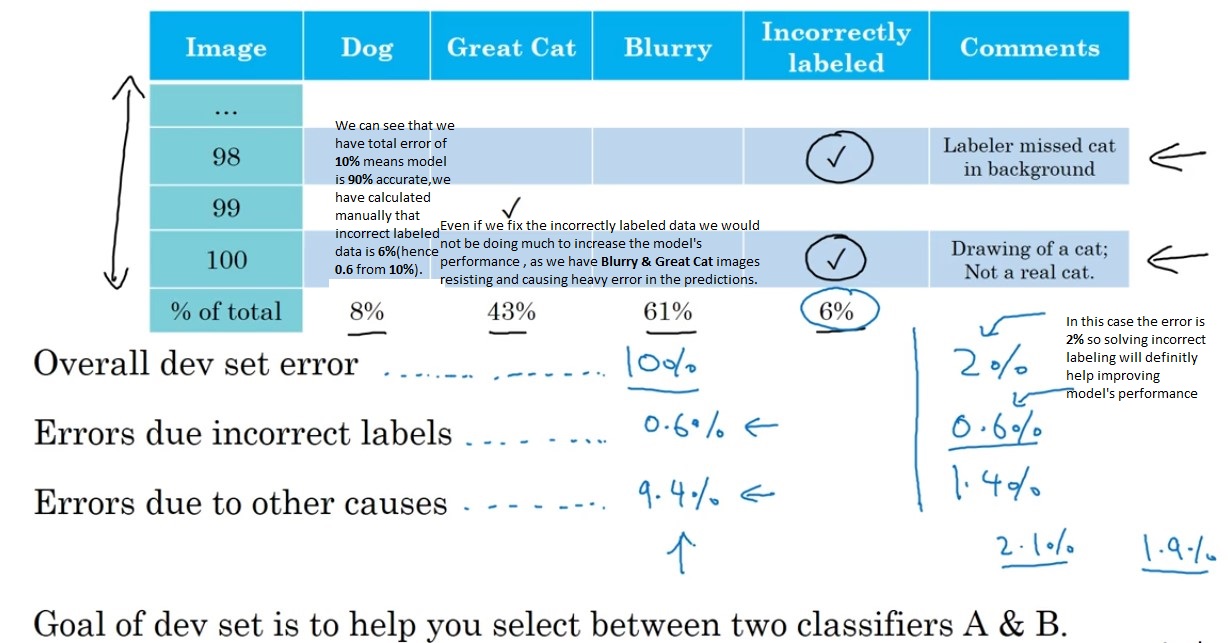 Image Dog Great Cat Blurry Incorrectly labeled Comments
...
98 ✓ Labeler missed cat in background
99 ✓
100 ✓ Drawing of a cat; Not a real cat.
We can see that we
have total error of
10% means model
is 90% accurate,we
have calculated
manually that
incorrect labeled
data is 6%(hence
0.6 from 10%).
Even if we fix the incorrectly labeled data we would
not be doing much to increase the model's
performance , as we have Blurry & Great Cat images
resisting and causing heavy error in the predictions.
% of total 8% 43% 61% 6%
In this case the error is
2% so solving incorrect
labeling will definitly
help improving
model's performance
Overall dev set error 10% 2%
Errors due incorrect labels 0.6% 0.6%
Errors due to other causes 9.4% 1.4%
2.1% 1.9%
Goal of dev set is to help you select between two classifiers A & B.